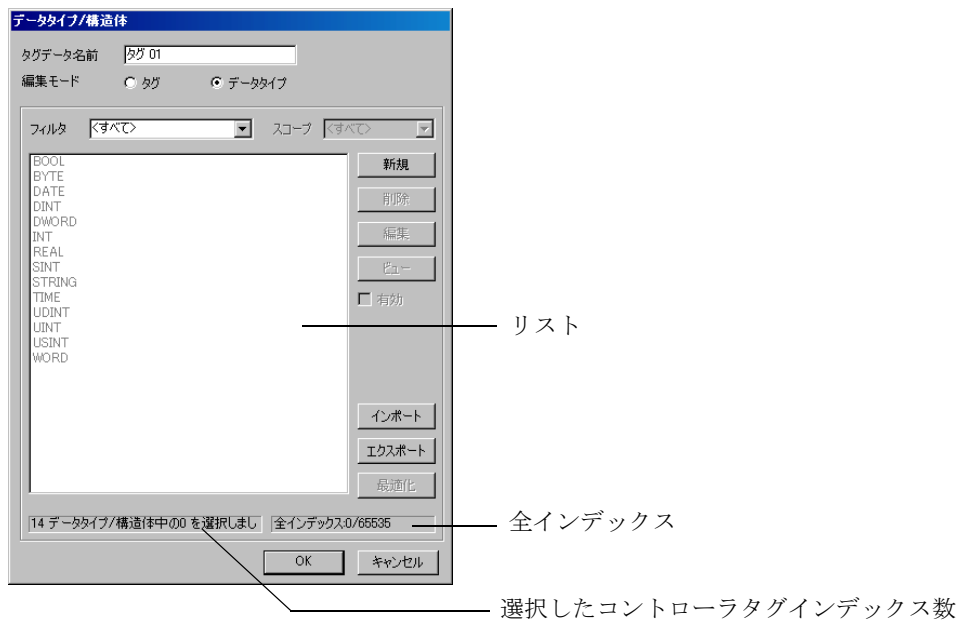 データタイプ/構造体
タグデータ名前 タグ 01
編集モード タグ データタイプ
フィルタ <すべて> スコープ <すべて>
BOOL
BYTE
DATE
DINT
DWORD
INT
REAL
SINT
STRING
TIME
UDINT
UINT
USINT
WORD
新規
削除
編集
ビュー
有効
インポート
エクスポート
最適化
リスト
14 データタイプ/構造体中の0 を選択しまし 全インデックス:0/65535
全インデックス
OK キャンセル
選択したコントローラタグインデックス数